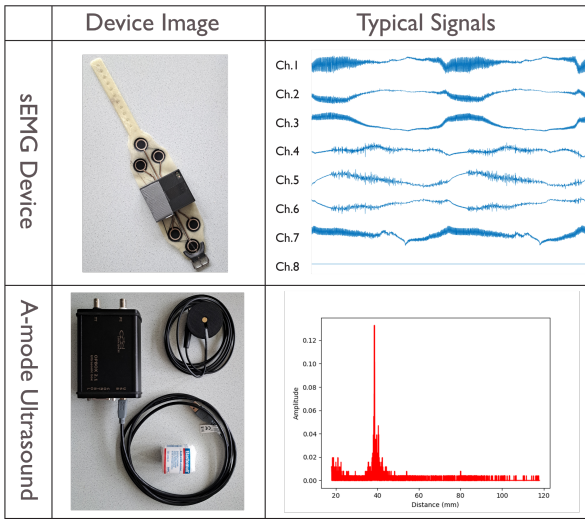 Device Image
Typical Signals
sEMG Device
Ch.1
Ch.2
Ch.3
Ch.4
Ch.5
Ch.6
Ch.7
Ch.8
A-mode Ultrasound
Amplitude
0.12
0.10
0.08
0.06
0.04
0.02
0.00
20 40 60 80 100 120
Distance (mm)